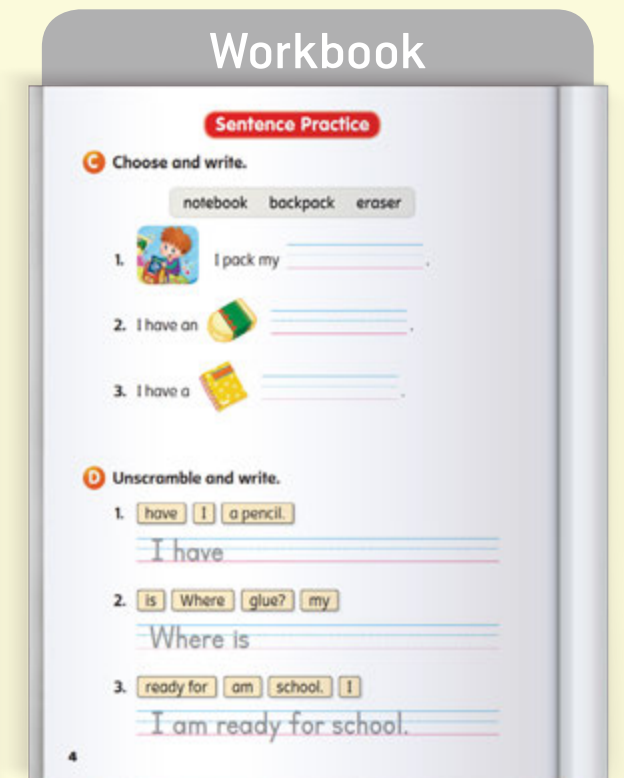 Workbook
Sentence Practice
C Choose and write.
notebook backpack eraser
1. I pack my .
2. I have an .
3. I have a .
D Unscramble and write.
1. have I a pencil.
I have
2. is Where glue? my
Where is
3. ready for am school. I
I am ready for school.
4